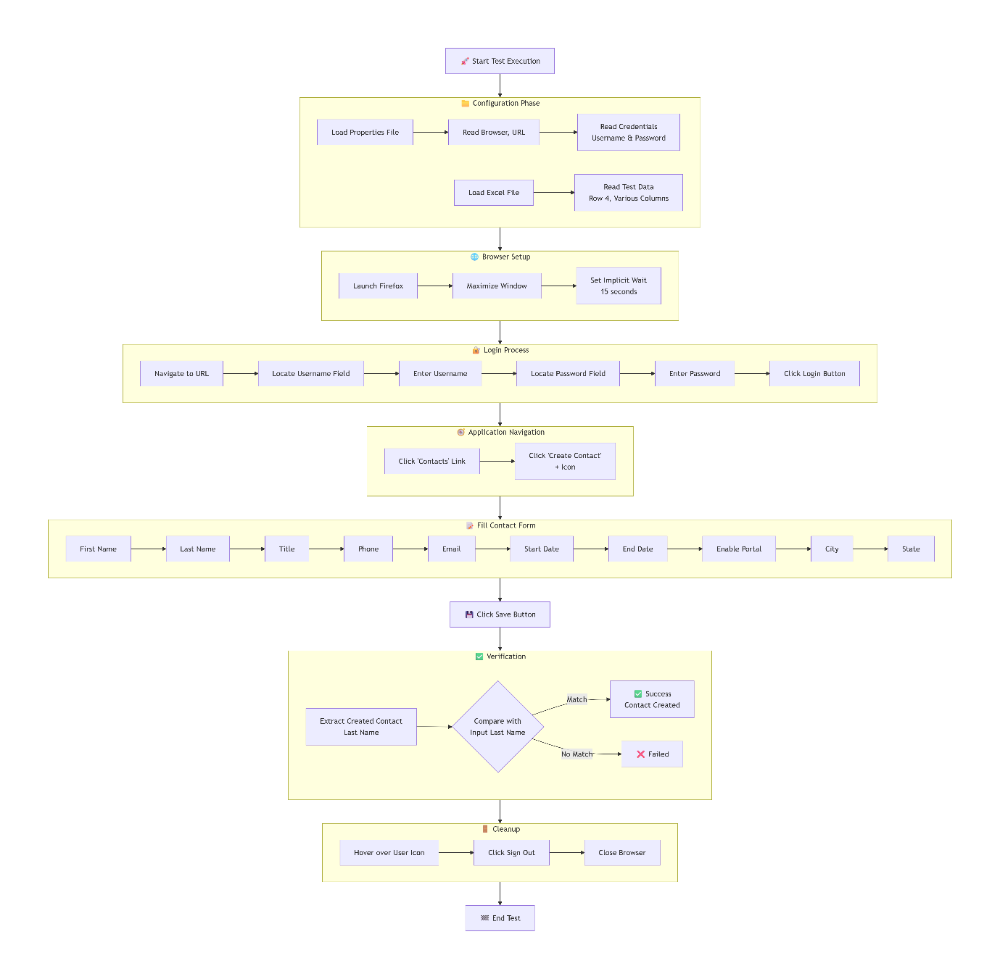 🚀 Start Test Execution
📁 Configuration Phase
Load Properties File
Read Browser, URL
Read Credentials
Username & Password
Load Excel File
Read Test Data
Row 4, Various Columns
🌐 Browser Setup
Launch Firefox
Maximize Window
Set Implicit Wait
15 seconds
🔐 Login Process
Navigate to URL
Locate Username Field
Enter Username
Locate Password Field
Enter Password
Click Login Button
🧭 Application Navigation
Click 'Contacts' Link
Click 'Create Contact'
+ Icon
📝 Fill Contact Form
First Name
Last Name
Title
Phone
Email
Start Date
End Date
Enable Portal
City
State
💾 Click Save Button
✅ Verification
Extract Created Contact
Last Name
Compare with
Input Last Name
Match
✅ Success
Contact Created
No Match
❌ Failed
🚪 Cleanup
Hover over User Icon
Click Sign Out
Close Browser
🏁 End Test